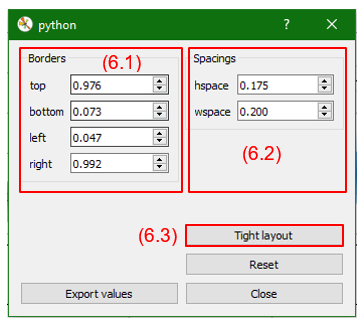 python
?
Borders
(6.1)
Spacings
top 0.976
hspace 0.175
bottom 0.073
wspace 0.200
left 0.047
right 0.992
(6.2)
(6.3)
Tight layout
Reset
Export values
Close